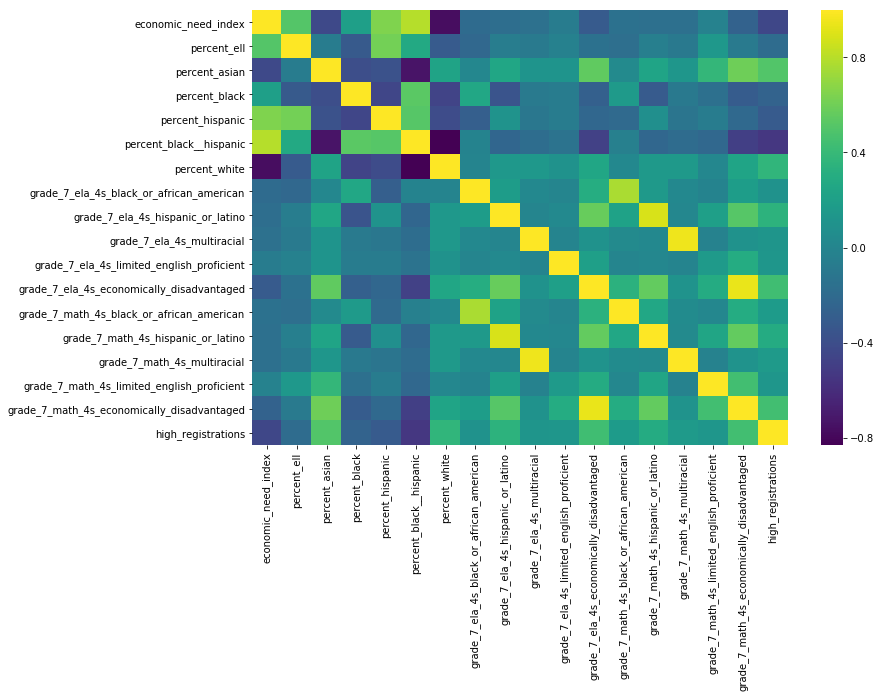 economic_need_index
percent_ell
percent_asian
percent_black
percent_hispanic
percent_black__hispanic
percent_white
grade_7_ela_4s_black_or_african_american
grade_7_ela_4s_hispanic_or_latino
grade_7_ela_4s_multiracial
grade_7_ela_4s_limited_english_proficient
grade_7_ela_4s_economically_disadvantaged
grade_7_math_4s_black_or_african_american
grade_7_math_4s_hispanic_or_latino
grade_7_math_4s_multiracial
grade_7_math_4s_limited_english_proficient
grade_7_math_4s_economically_disadvantaged
high_registrations
economic_need_index
percent_ell
percent_asian
percent_black
percent_hispanic
percent_black__hispanic
percent_white
grade_7_ela_4s_black_or_african_american
grade_7_ela_4s_hispanic_or_latino
grade_7_ela_4s_multiracial
grade_7_ela_4s_limited_english_proficient
grade_7_ela_4s_economically_disadvantaged
grade_7_math_4s_black_or_african_american
grade_7_math_4s_hispanic_or_latino
grade_7_math_4s_multiracial
grade_7_math_4s_limited_english_proficient
grade_7_math_4s_economically_disadvantaged
high_registrations
0.8
0.4
0.0
−0.4
−0.8